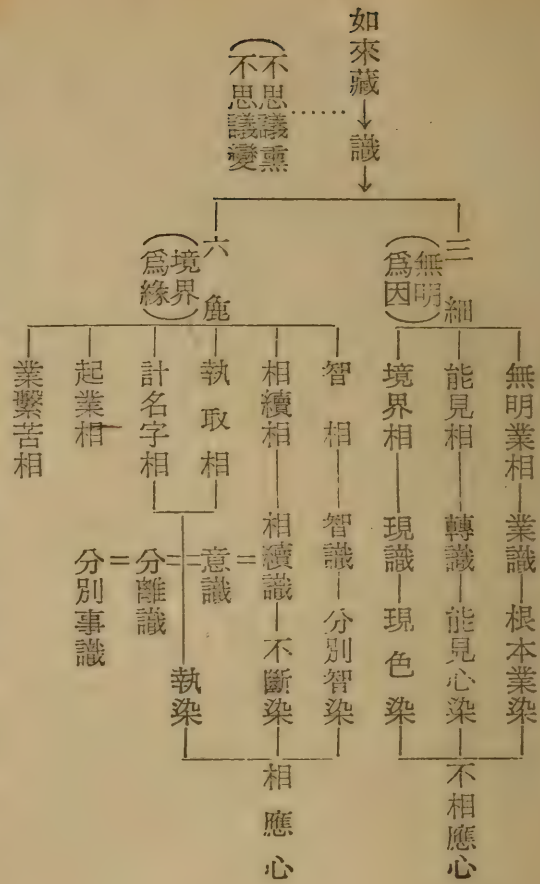 如來藏→識→
不思議熏
不思議變
三細
(無明爲因)
六麁
(境界爲緣)
無明業相—業識—根本業染
能見相—轉識—能見心染
境界相—現識—現色染
不相應心
智相—智識—分別智染
相續相—相續識—不斷染
執取相
計名字相
起業相
業繫苦相
=意識=分離識=分別事識
執染
相應心